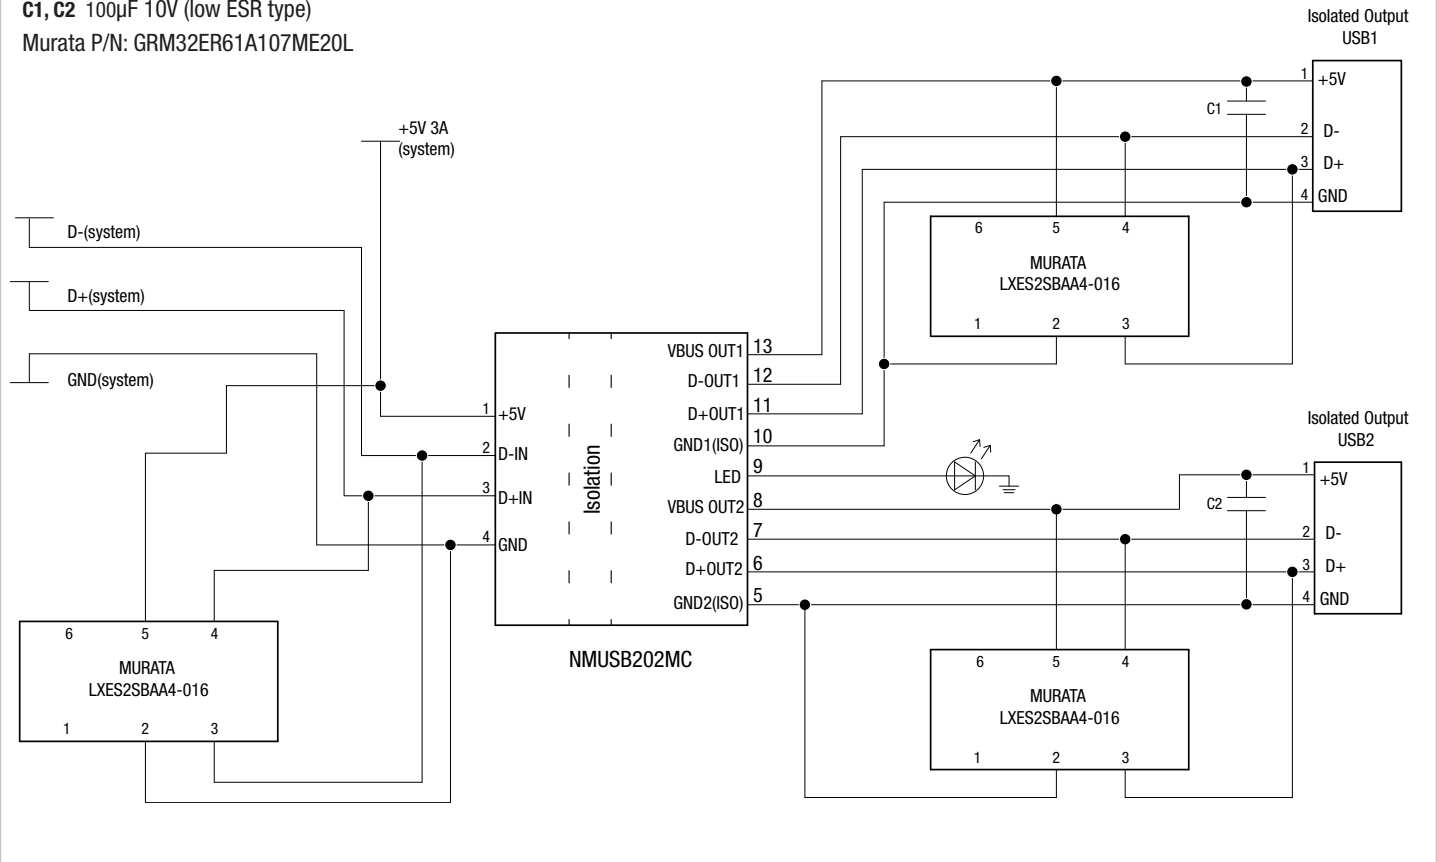 C1, C2 100µF 10V (low ESR type)
Murata P/N: GRM32ER61A107ME20L
+5V 3A
(system)
D-(system)
D+(system)
GND(system)
1 +5V
2 D-IN
3 D+IN
4 GND
Isolation
VBUS OUT1 13
D-OUT1 12
D+OUT1 11
GND1(ISO) 10
LED 9
VBUS OUT2 8
D-OUT2 7
D+OUT2 6
GND2(ISO) 5
NMUSB202MC
6 5 4
MURATA
LXES2SBAA4-016
1 2 3
Isolated Output
USB1
1 +5V
C1
2 D-
3 D+
4 GND
6 5 4
MURATA
LXES2SBAA4-016
1 2 3
Isolated Output
USB2
1 +5V
C2
2 D-
3 D+
4 GND
6 5 4
MURATA
LXES2SBAA4-016
1 2 3